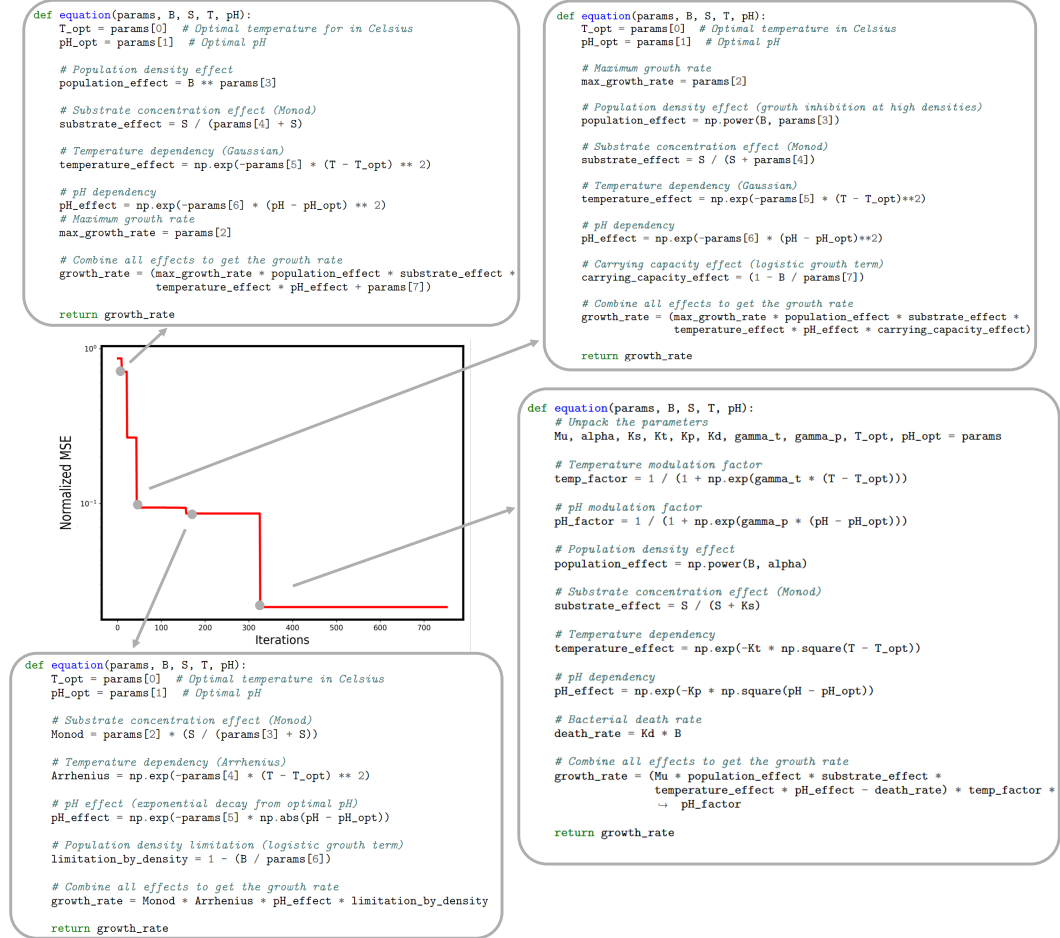 def equation(params, B, S, T, pH):
    T_opt = params[0]  # Optimal temperature for in Celsius
    pH_opt = params[1]  # Optimal pH

    # Population density effect
    population_effect = B ** params[3]

    # Substrate concentration effect (Monod)
    substrate_effect = S / (params[4] + S)

    # Temperature dependency (Gaussian)
    temperature_effect = np.exp(-params[5] * (T - T_opt) ** 2)

    # pH dependency
    pH_effect = np.exp(-params[6] * (pH - pH_opt) ** 2)
    # Maximum growth rate
    max_growth_rate = params[2]

    # Combine all effects to get the growth rate
    growth_rate = (max_growth_rate * population_effect * substrate_effect *
                   temperature_effect * pH_effect + params[7])

    return growth_rate

def equation(params, B, S, T, pH):
    T_opt = params[0]  # Optimal temperature in Celsius
    pH_opt = params[1]  # Optimal pH

    # Maximum growth rate
    max_growth_rate = params[2]

    # Population density effect (growth inhibition at high densities)
    population_effect = np.power(B, params[3])

    # Substrate concentration effect (Monod)
    substrate_effect = S / (S + params[4])

    # Temperature dependency (Gaussian)
    temperature_effect = np.exp(-params[5] * (T - T_opt)**2)

    # pH dependency
    pH_effect = np.exp(-params[6] * (pH - pH_opt)**2)

    # Carrying capacity effect (logistic growth term)
    carrying_capacity_effect = (1 - B / params[7])

    # Combine all effects to get the growth rate
    growth_rate = (max_growth_rate * population_effect * substrate_effect *
                   temperature_effect * pH_effect * carrying_capacity_effect)

    return growth_rate

10⁰
10⁻¹
Normalized MSE
0 100 200 300 400 500 600 700
Iterations

def equation(params, B, S, T, pH):
    # Unpack the parameters
    Mu, alpha, Ks, Kt, Kp, Kd, gamma_t, gamma_p, T_opt, pH_opt = params

    # Temperature modulation factor
    temp_factor = 1 / (1 + np.exp(gamma_t * (T - T_opt)))

    # pH modulation factor
    pH_factor = 1 / (1 + np.exp(gamma_p * (pH - pH_opt)))

    # Population density effect
    population_effect = np.power(B, alpha)

    # Substrate concentration effect (Monod)
    substrate_effect = S / (S + Ks)

    # Temperature dependency
    temperature_effect = np.exp(-Kt * np.square(T - T_opt))

    # pH dependency
    pH_effect = np.exp(-Kp * np.square(pH - pH_opt))

    # Bacterial death rate
    death_rate = Kd * B

    # Combine all effects to get the growth rate
    growth_rate = (Mu * population_effect * substrate_effect *
                   temperature_effect * pH_effect - death_rate) * temp_factor *
                   ↪ pH_factor

    return growth_rate

def equation(params, B, S, T, pH):
    T_opt = params[0]  # Optimal temperature in Celsius
    pH_opt = params[1]  # Optimal pH

    # Substrate concentration effect (Monod)
    Monod = params[2] * (S / (params[3] + S))

    # Temperature dependency (Arrhenius)
    Arrhenius = np.exp(-params[4] * (T - T_opt) ** 2)

    # pH effect (exponential decay from optimal pH)
    pH_effect = np.exp(-params[5] * np.abs(pH - pH_opt))

    # Population density limitation (logistic growth term)
    limitation_by_density = 1 - (B / params[6])

    # Combine all effects to get the growth rate
    growth_rate = Monod * Arrhenius * pH_effect * limitation_by_density

    return growth_rate